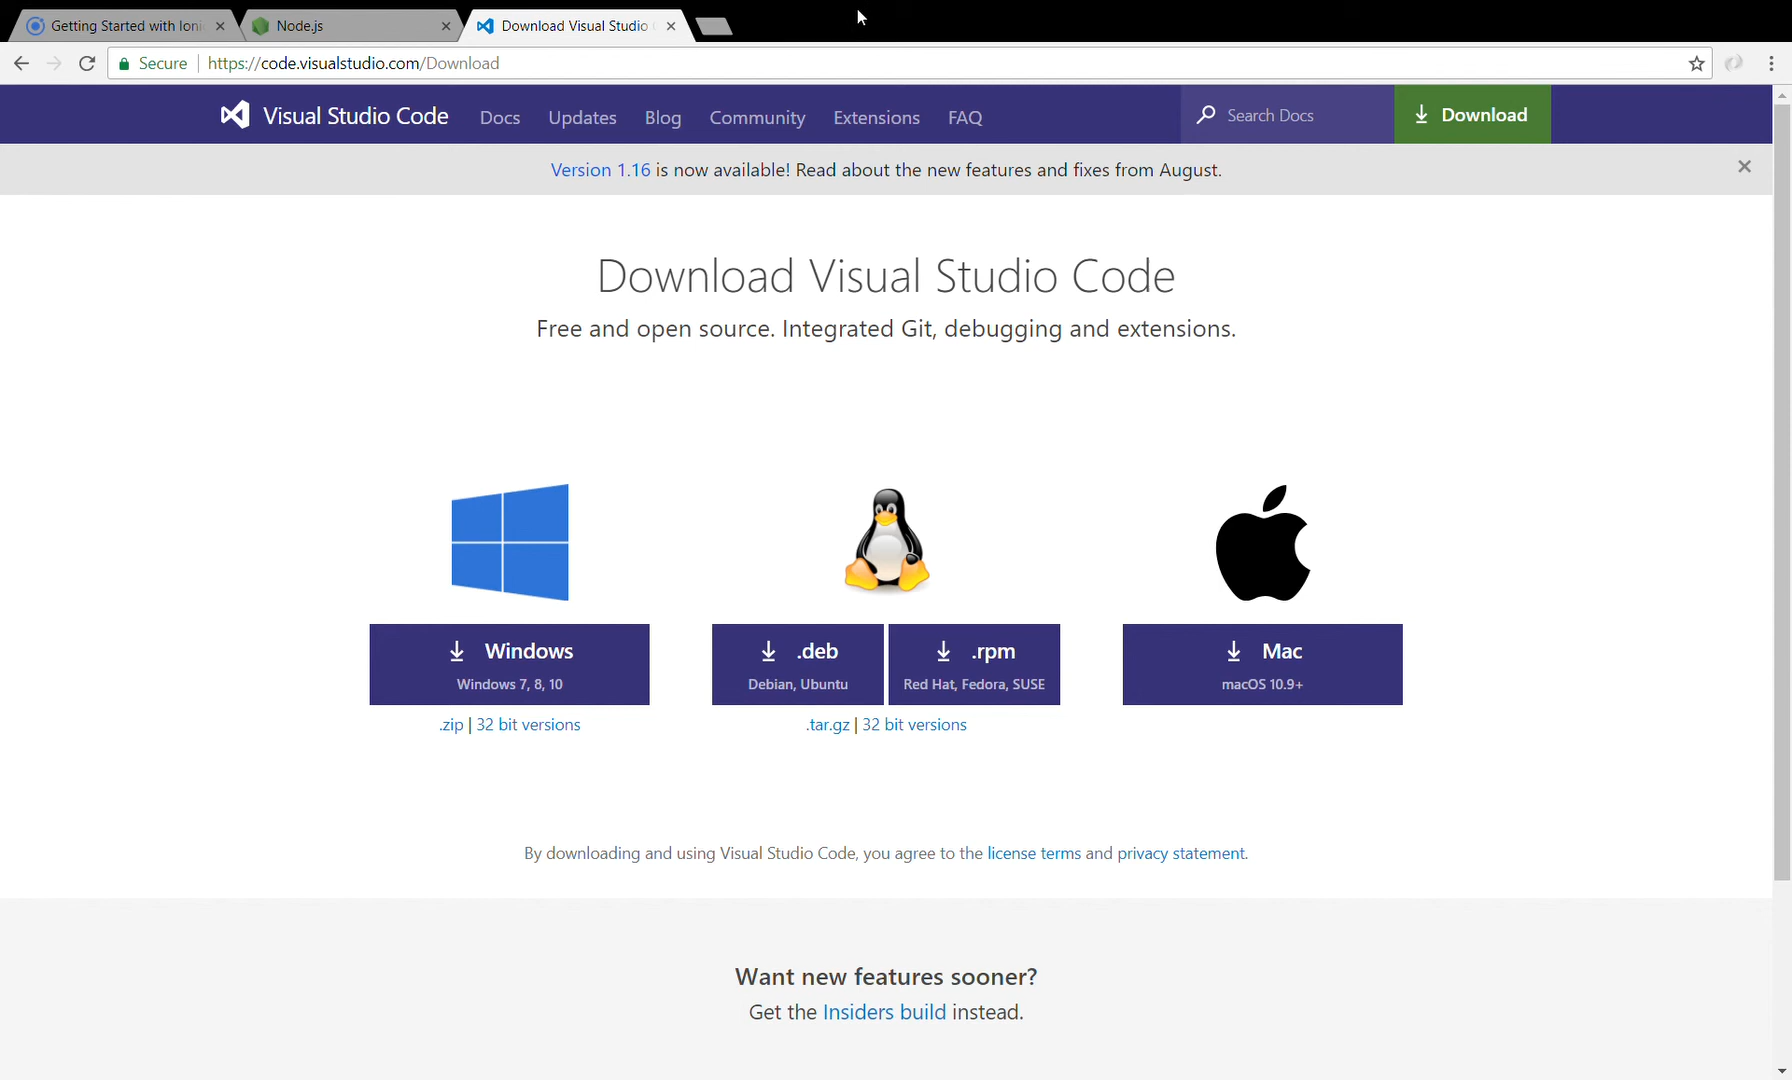 Getting Started with Ioni
Node.js
Download Visual Studio
Secure
https://code.visualstudio.com/Download
Visual Studio Code
Docs
Updates
Blog
Community
Extensions
FAQ
Search Docs
Download
Version 1.16 is now available! Read about the new features and fixes from August.
Download Visual Studio Code
Free and open source. Integrated Git, debugging and extensions.
Windows
Windows 7, 8, 10
.zip | 32 bit versions
.deb
Debian, Ubuntu
.rpm
Red Hat, Fedora, SUSE
.tar.gz | 32 bit versions
Mac
macOS 10.9+
By downloading and using Visual Studio Code, you agree to the license terms and privacy statement.
Want new features sooner?
Get the Insiders build instead.